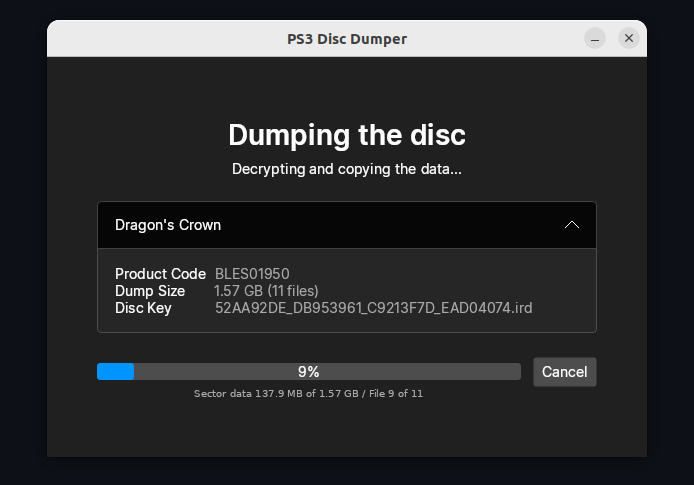 PS3 Disc Dumper
Dumping the disc
Decrypting and copying the data...
Dragon's Crown
Product Code BLES01950
Dump Size 1.57 GB (11 files)
Disc Key 52AA92DE_DB953961_C9213F7D_EAD04074.ird
9%
Cancel
Sector data 137.9 MB of 1.57 GB / File 9 of 11